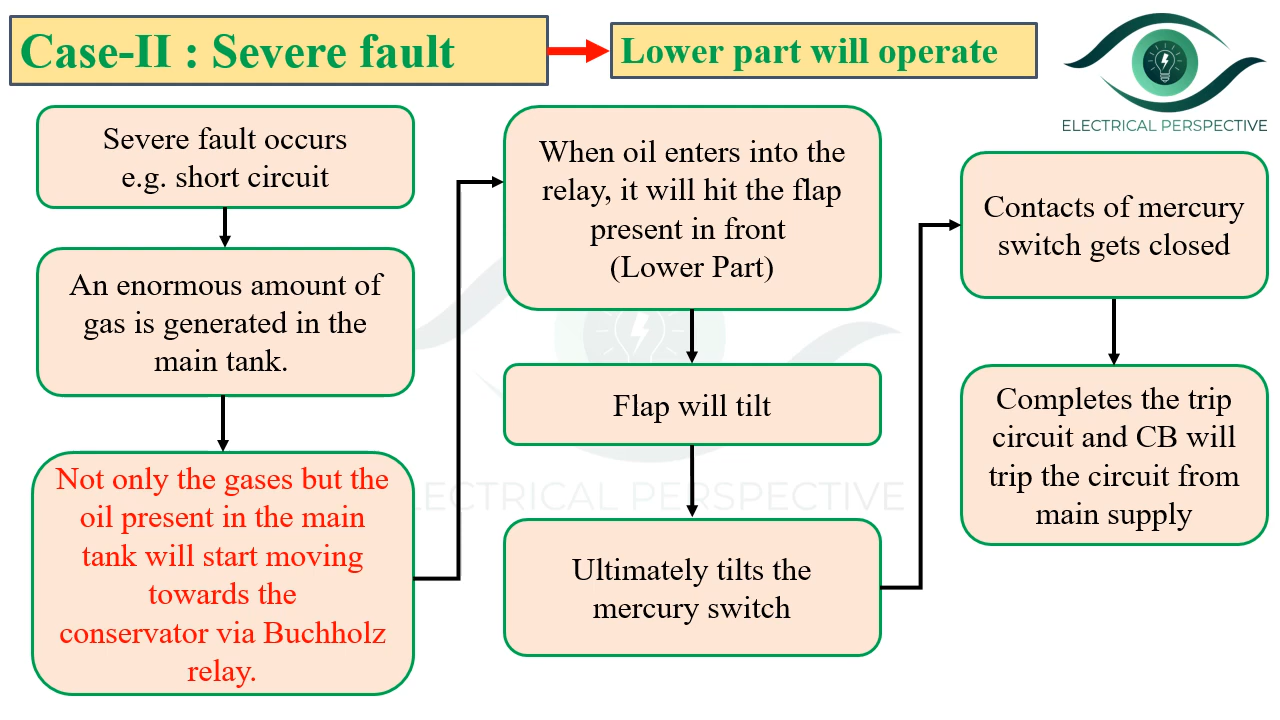 Case-II : Severe fault
Lower part will operate
ELECTRICAL PERSPECTIVE
Severe fault occurs
e.g. short circuit
An enormous amount of
gas is generated in the
main tank.
Not only the gases but the
oil present in the main
tank will start moving
towards the
conservator via Buchholz
relay.
When oil enters into the
relay, it will hit the flap
present in front
(Lower Part)
Flap will tilt
Ultimately tilts the
mercury switch
Contacts of mercury
switch gets closed
Completes the trip
circuit and CB will
trip the circuit from
main supply
ELECTRICAL PERSPECTIVE